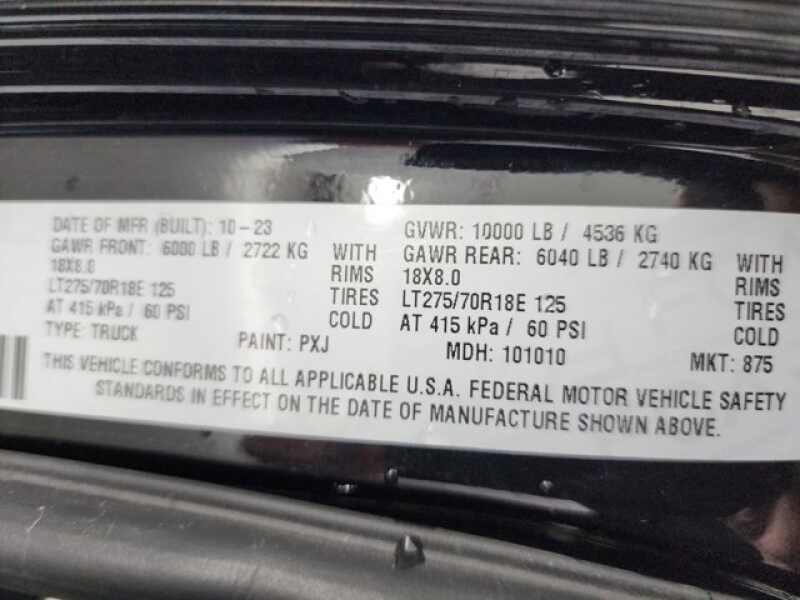 DATE OF MFR (BUILT): 10-23 GVWR: 10000 LB / 4536 KG
GAWR FRONT: 6000 LB / 2722 KG WITH GAWR REAR: 6040 LB / 2740 KG WITH
18X8.0 RIMS 18X8.0 RIMS
LT275/70R18E 125 TIRES LT275/70R18E 125 TIRES
AT 415 kPa / 60 PSI COLD AT 415 kPa / 60 PSI COLD
TYPE: TRUCK PAINT: PXJ MDH: 101010 MKT: 875
THIS VEHICLE CONFORMS TO ALL APPLICABLE U.S.A. FEDERAL MOTOR VEHICLE SAFETY
STANDARDS IN EFFECT ON THE DATE OF MANUFACTURE SHOWN ABOVE.